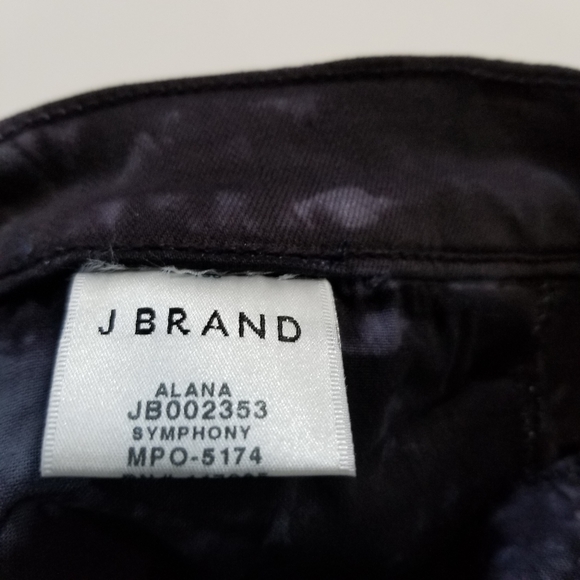 J BRAND
ALANA
JB002353
SYMPHONY
MPO-5174